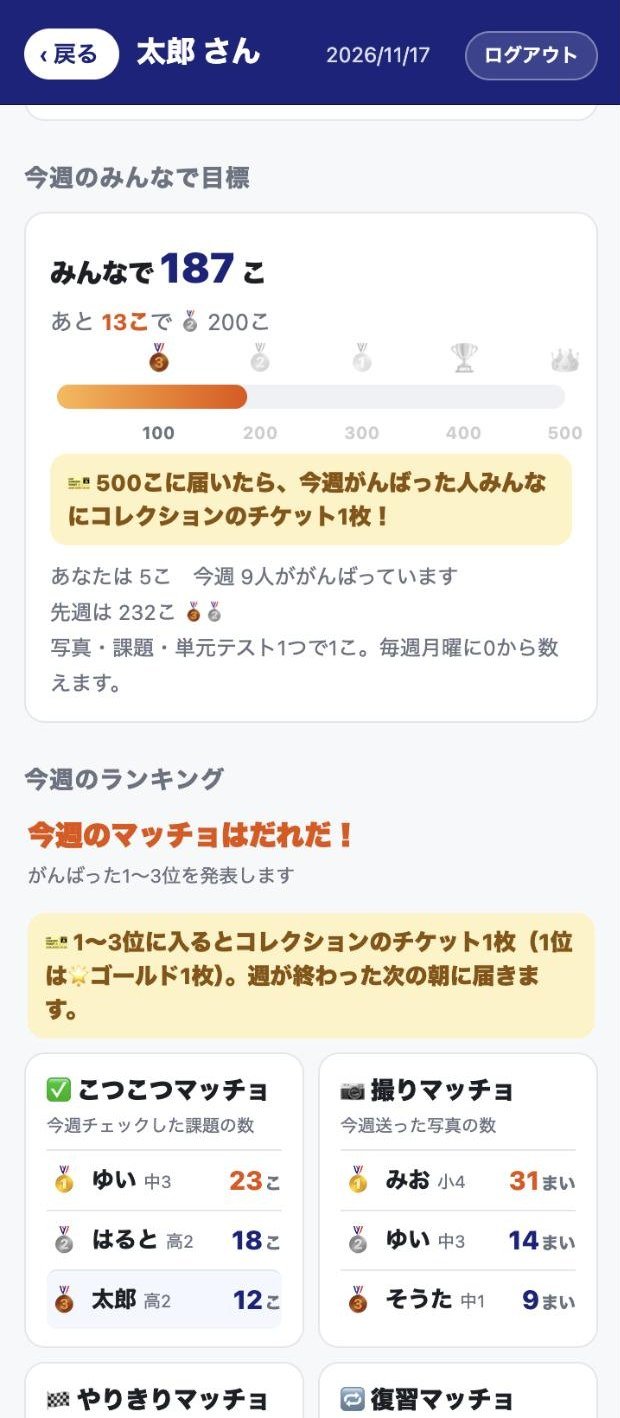 ‹ 戻る 太郎 さん 2026/11/17 ログアウト
今週のみんなで目標
みんなで 187 こ
あと 13こで 🥈 200こ
100 200 300 400 500
🎫 500こに届いたら、今週がんばった人みんな
にコレクションのチケット1枚！
あなたは 5こ 今週 9人ががんばっています
先週は 232こ 🥉🥈
写真・課題・単元テスト1つで1こ。毎週月曜に0から数
えます。
今週のランキング
今週のマッチョはだれだ！
がんばった1〜3位を発表します
🎫 1〜3位に入るとコレクションのチケット1枚（1位
は🌟ゴールド1枚）。週が終わった次の朝に届きま
す。
✅ こつこつマッチョ
今週チェックした課題の数
🥇 ゆい 中3 23こ
🥈 はると 高2 18こ
🥉 太郎 高2 12こ
📷 撮りマッチョ
今週送った写真の数
🥇 みお 小4 31まい
🥈 ゆい 中3 14まい
🥉 そうた 中1 9まい
🏁 やりきりマッチョ
🔁 復習マッチョ